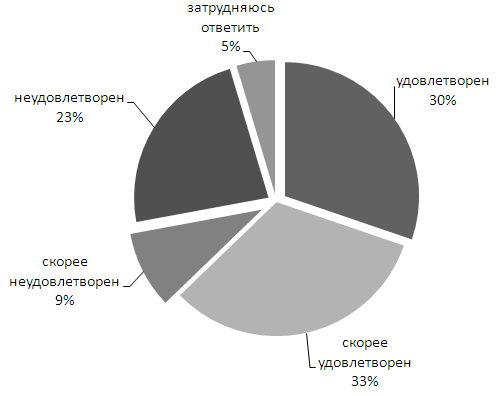 затрудняюсь
ответить
5%
удовлетворен
30%
неудовлетворен
23%
скорее
неудовлетворен
9%
скорее
удовлетворен
33%